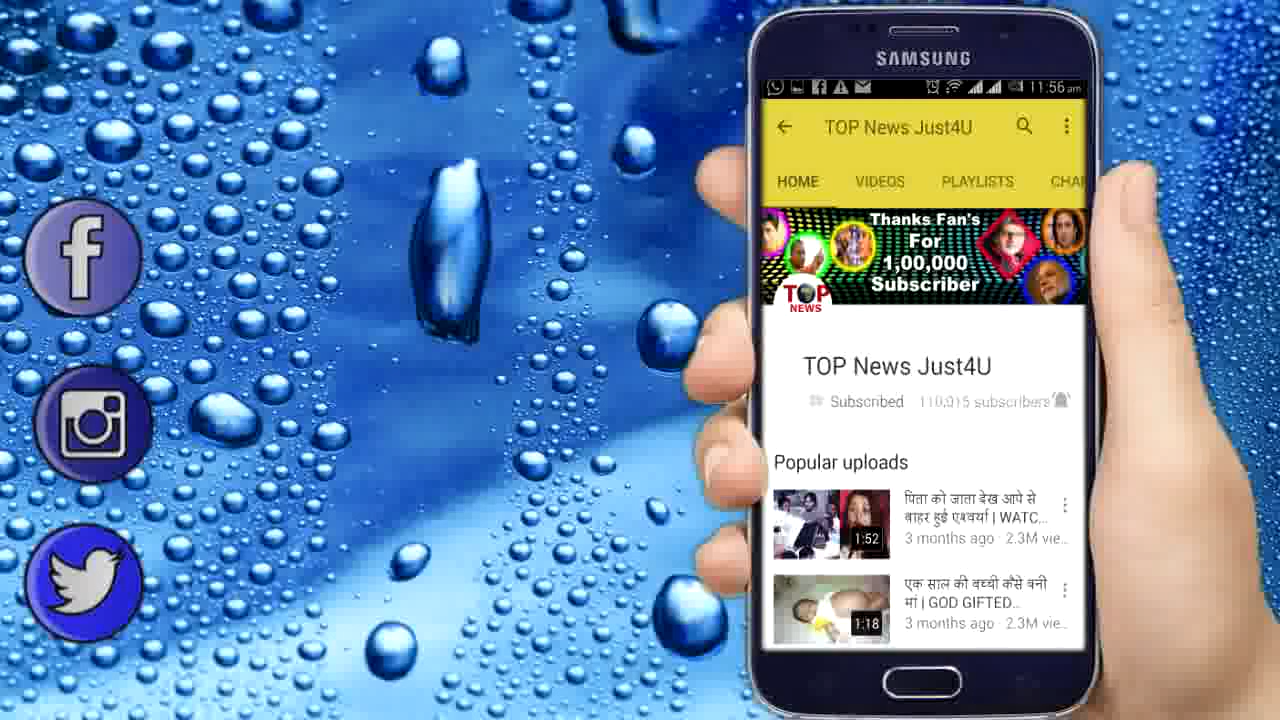 SAMSUNG
11:56 am
TOP News Just4U
HOME VIDEOS PLAYLISTS CHA
Thanks Fan's
For
1,00,000
Subscriber
TOP
NEWS
TOP News Just4U
Subscribed 110,915 subscribers
Popular uploads
पिता को जाता देख आपे से
बाहर हुई एश्वर्या | WATC...
3 months ago · 2.3M vie..
1:52
एक साल की बच्ची कैसे बनी
मां | GOD GIFTED..
3 months ago · 2.3M vie..
1:18